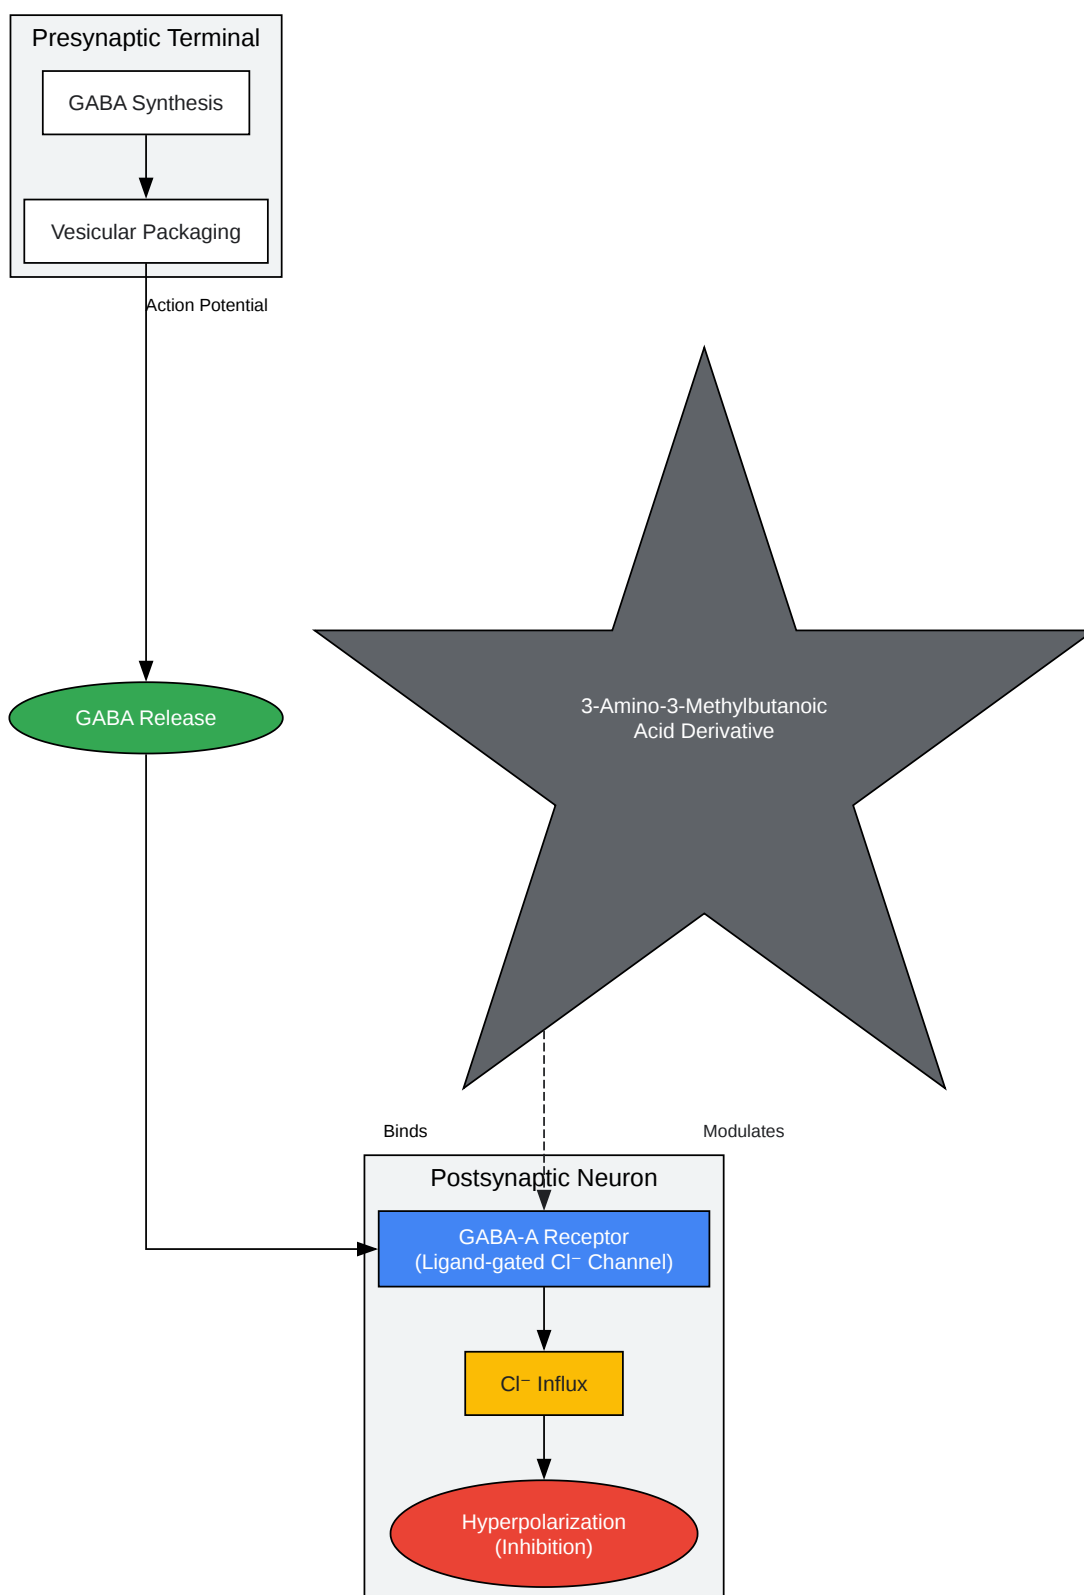 Presynaptic Terminal
GABA Synthesis
Vesicular Packaging
Action Potential
GABA Release
3-Amino-3-Methylbutanoic
Acid Derivative
Binds
Modulates
Postsynaptic Neuron
GABA-A Receptor
(Ligand-gated Cl⁻ Channel)
Cl⁻ Influx
Hyperpolarization
(Inhibition)